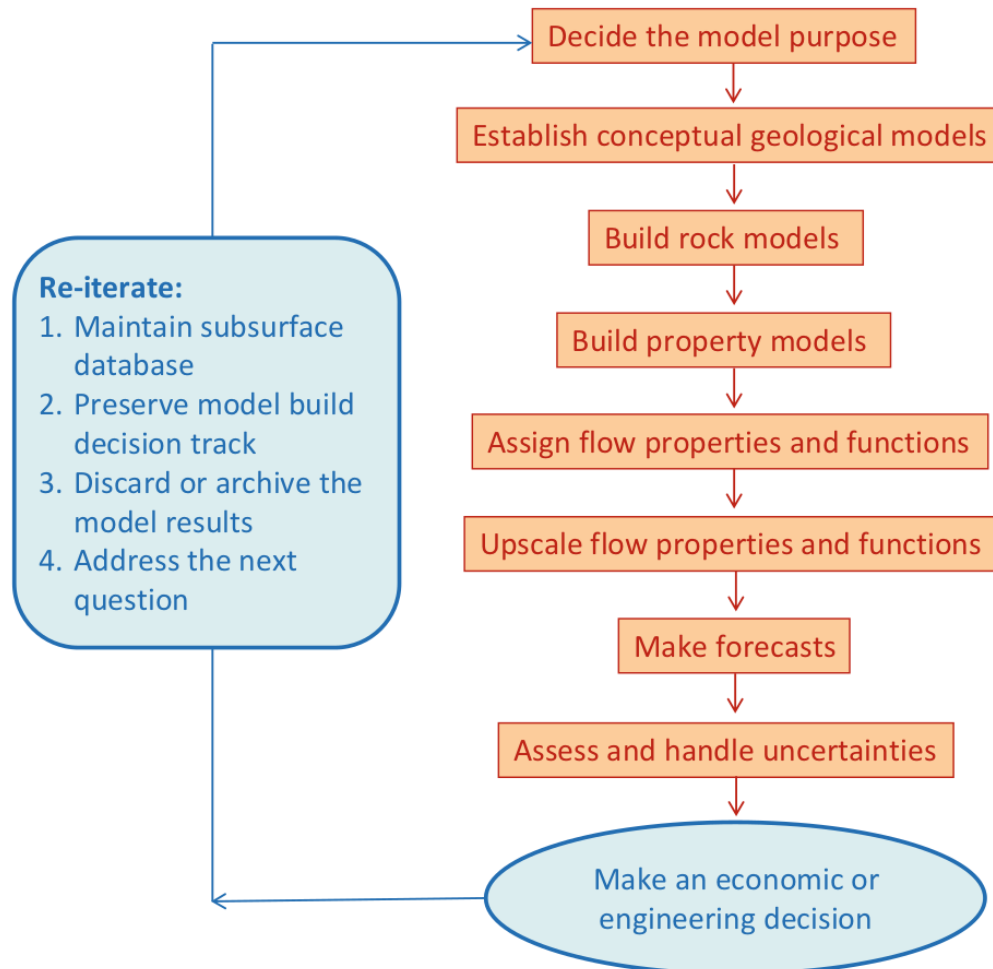 Decide the model purpose
Establish conceptual geological models
Build rock models
Build property models
Assign flow properties and functions
Upscale flow properties and functions
Make forecasts
Assess and handle uncertainties
Make an economic or
engineering decision
Re-iterate:
1. Maintain subsurface
database
2. Preserve model build
decision track
3. Discard or archive the
model results
4. Address the next
question